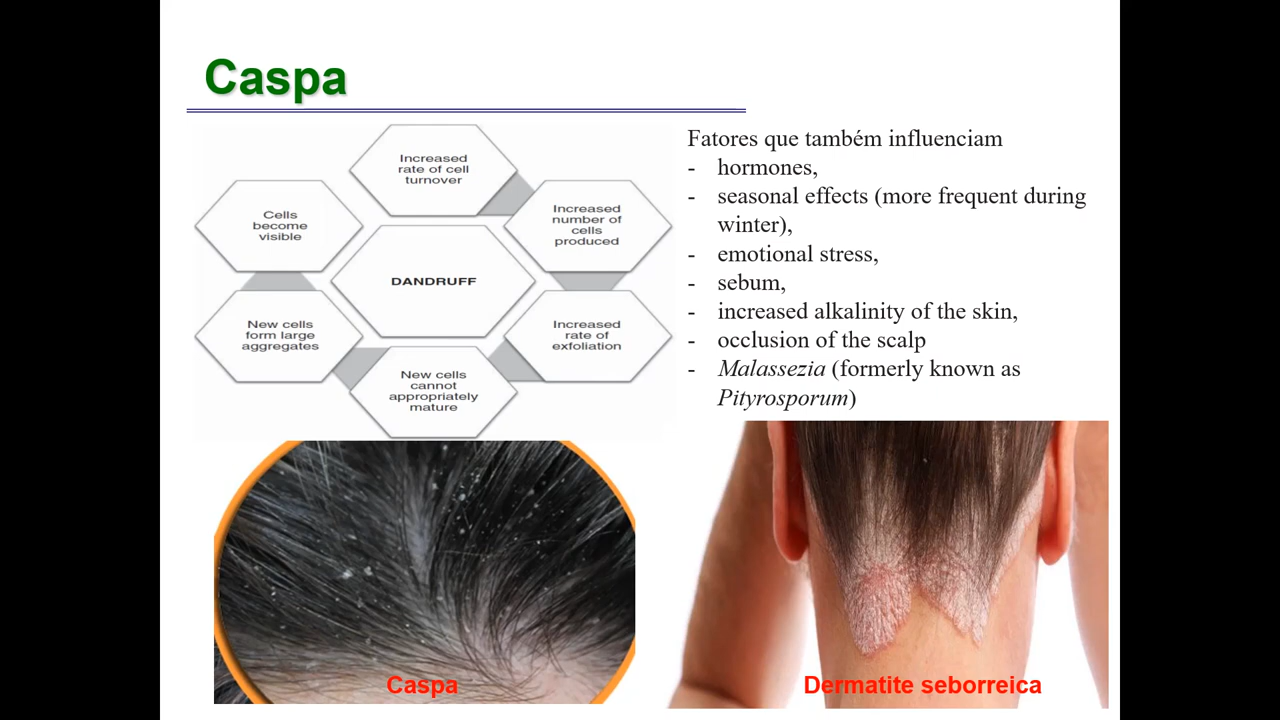 Caspa
Increased
rate of cell
turnover
Increased
number of
cells
produced
Increased
rate of
exfoliation
New cells
cannot
appropriately
mature
New cells
form large
aggregates
Cells
become
visible
DANDRUFF
Fatores que também influenciam
- hormones,
- seasonal effects (more frequent during
winter),
- emotional stress,
- sebum,
- increased alkalinity of the skin,
- occlusion of the scalp
- Malassezia (formerly known as
Pityrosporum)
Caspa
Dermatite seborreica